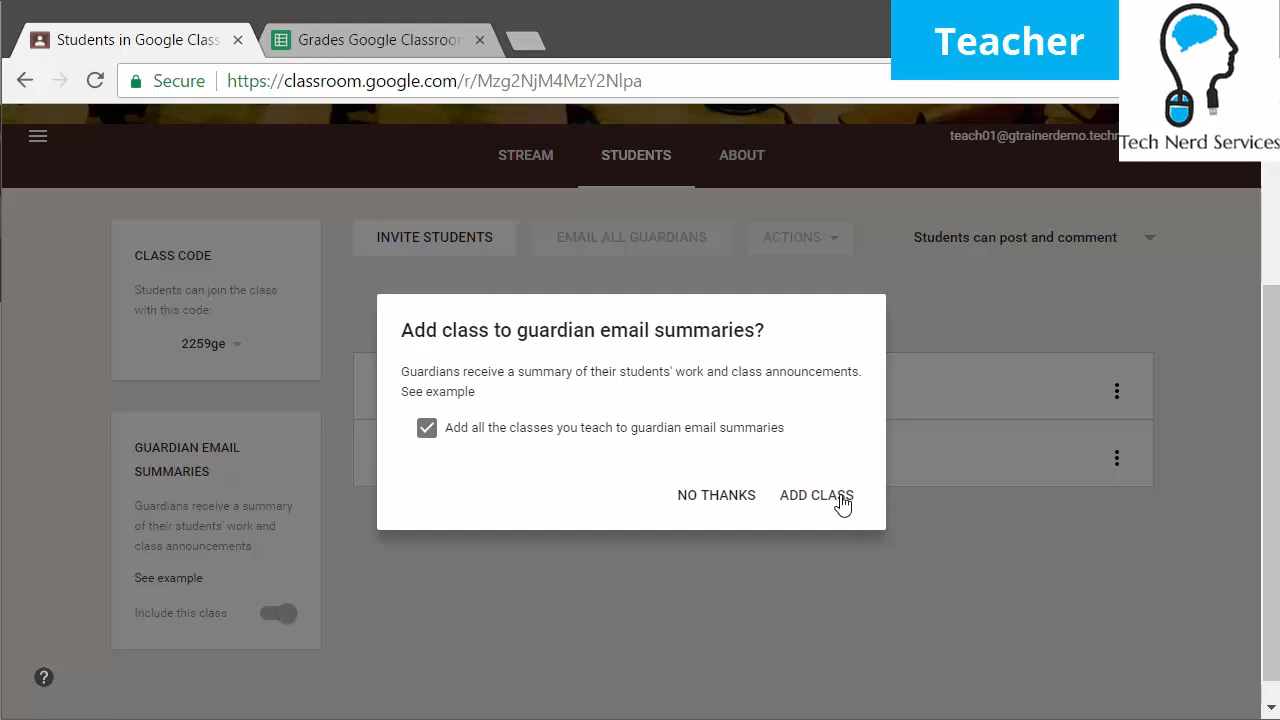 Students in Google Class
Grades Google Classroom
Teacher
Secure
https://classroom.google.com/r/Mzg2NjM4MzY2Nlpa
Tech Nerd Services
teach01@gtrainerdemo.techn
STREAM
STUDENTS
ABOUT
CLASS CODE
Students can join the class
with this code:
2259ge
INVITE STUDENTS
EMAIL ALL GUARDIANS
ACTIONS
Students can post and comment
Add class to guardian email summaries?
Guardians receive a summary of their students' work and class announcements.
See example
Add all the classes you teach to guardian email summaries
NO THANKS
ADD CLASS
GUARDIAN EMAIL
SUMMARIES
Guardians receive a summary
of their students' work and
class announcements
See example
Include this class
?